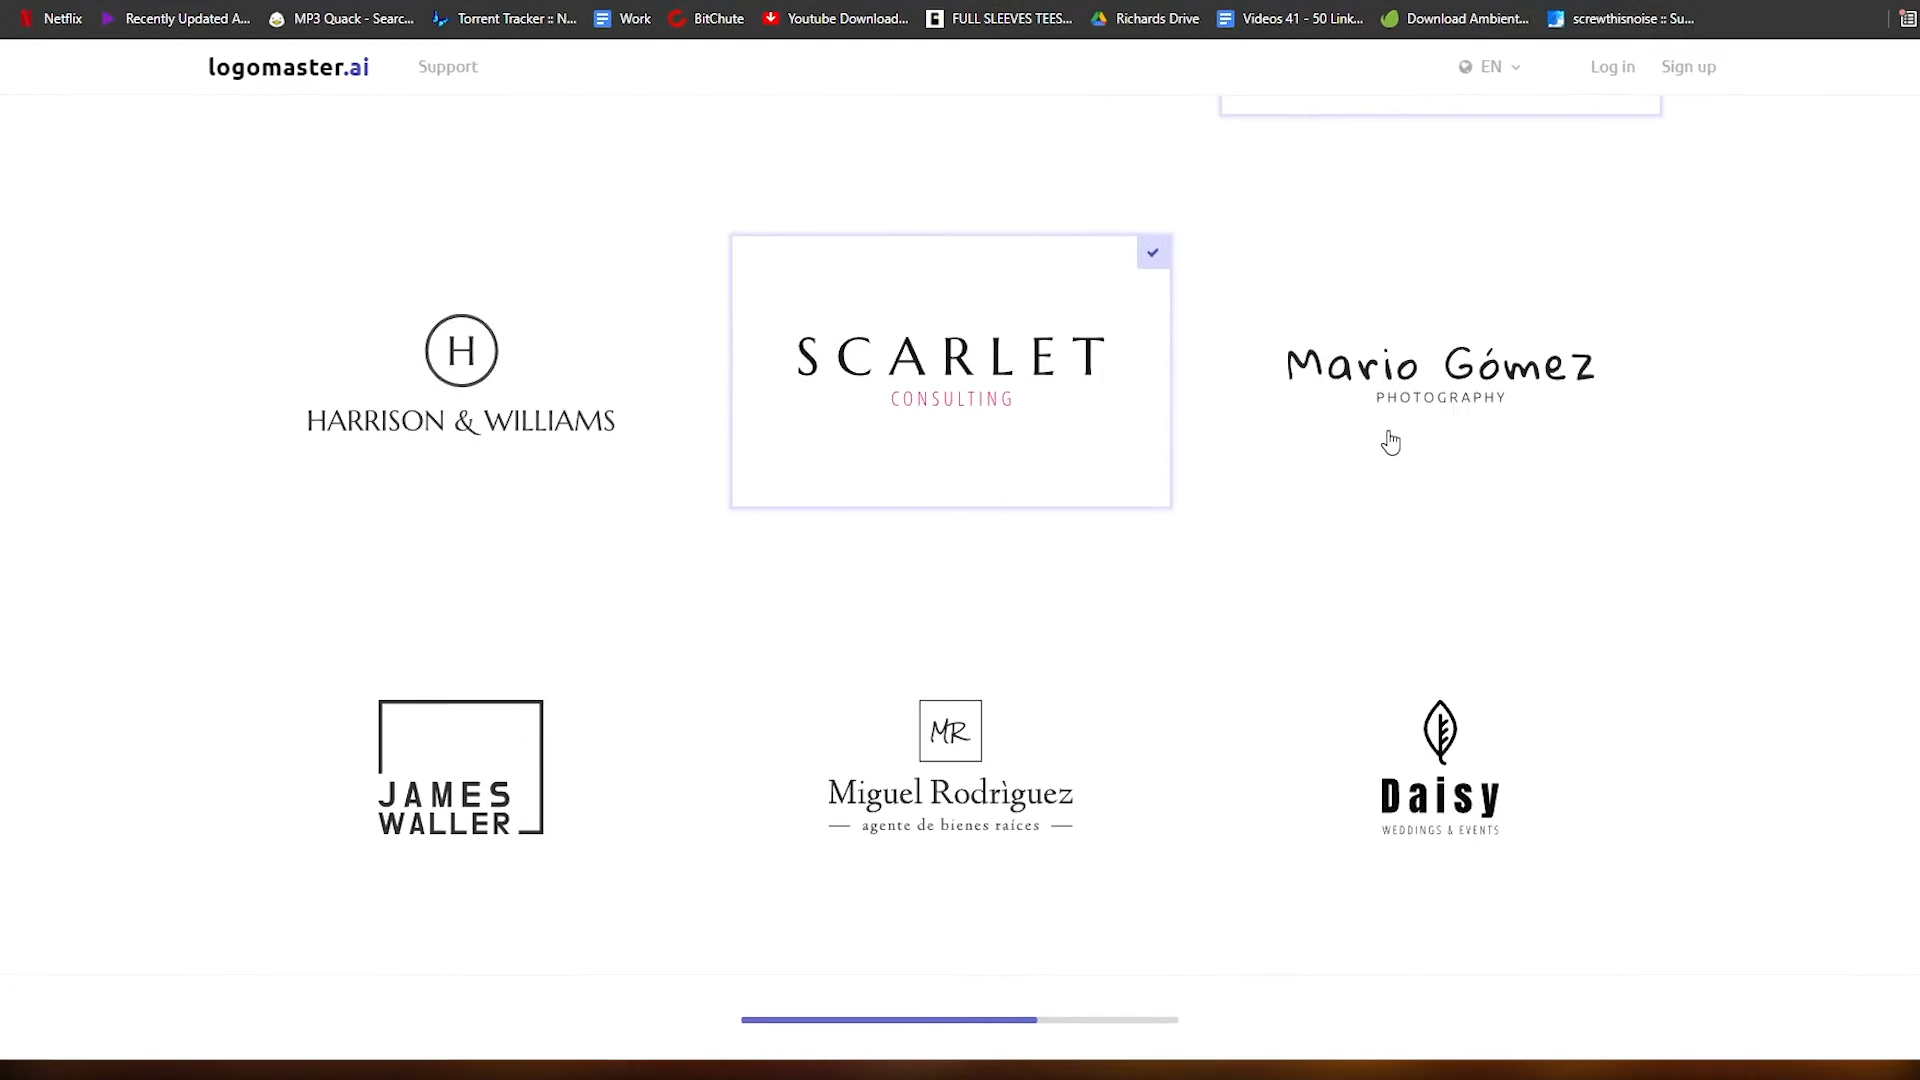 Netflix Recently Updated A... MP3 Quack - Searc... Torrent Tracker :: N... Work BitChute Youtube Download... FULL SLEEVES TEES... Richards Drive Videos 41 - 50 Link... Download Ambient... screwthisnoise :: Su...
logomaster.ai Support EN Log in Sign up
H
HARRISON & WILLIAMS
SCARLET
CONSULTING
Mario Gómez
PHOTOGRAPHY
JAMES
WALLER
MR
Miguel Rodrìguez
agente de bienes raíces
Daisy
WEDDINGS & EVENTS